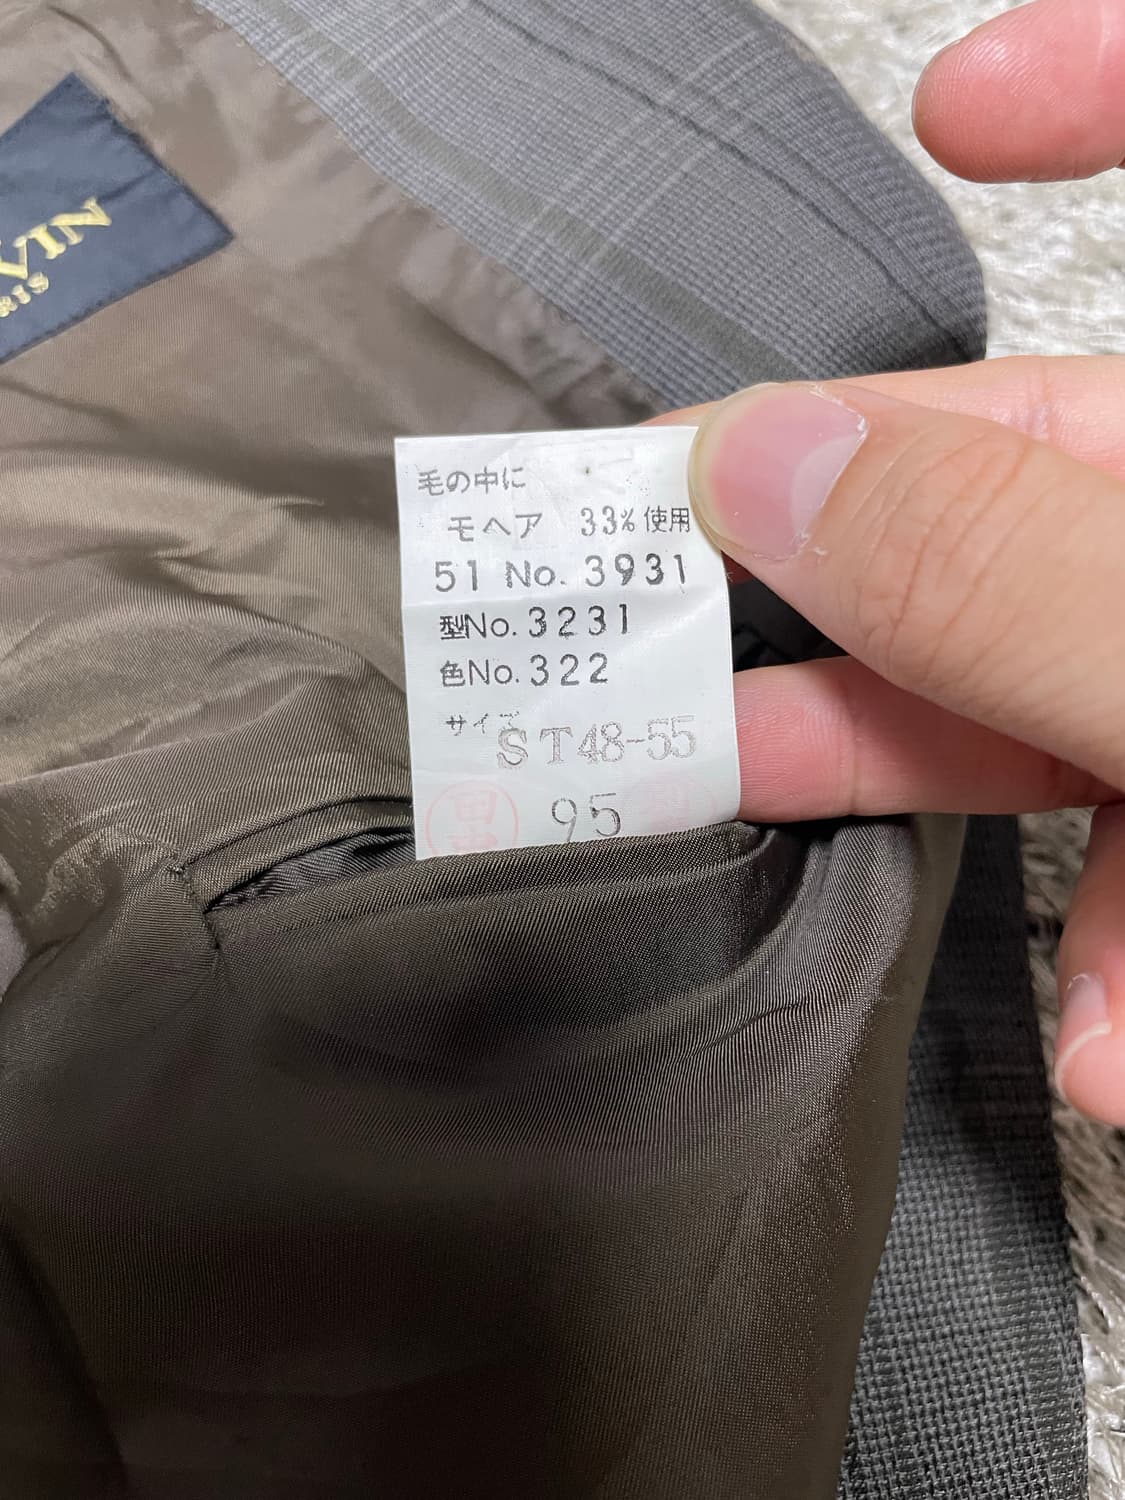 VIN
RIS
毛の中に
モヘア 33%使用
51 No. 3931
型No. 3231
色No. 322
サイズ
ST48-55
95